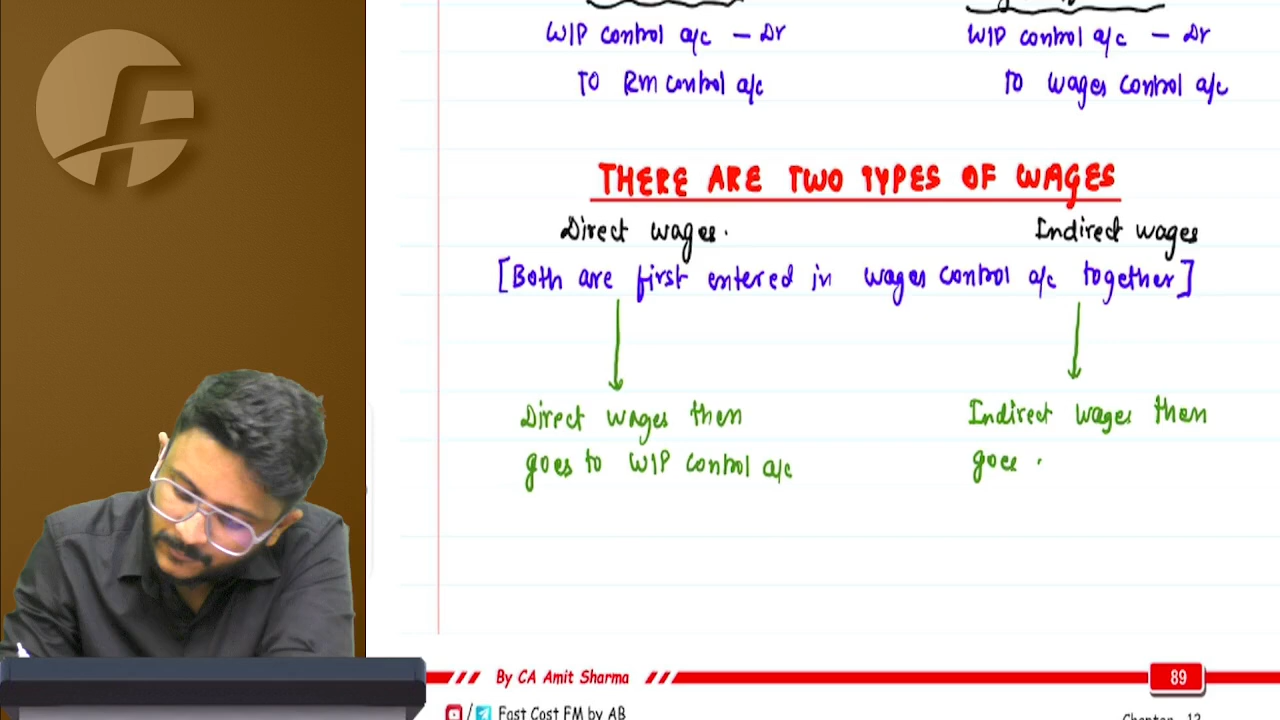 WIP control a/c – Dr
TO RM control a/c
WIP control a/c – Dr
TO wages control a/c
THERE ARE TWO TYPES OF WAGES
Direct wages.
Indirect wages
[Both are first entered in wages control a/c together]
Direct wages then
goes to WIP control a/c
Indirect wages then
goes
By CA Amit Sharma
89
/ Fast Cost FM by AB